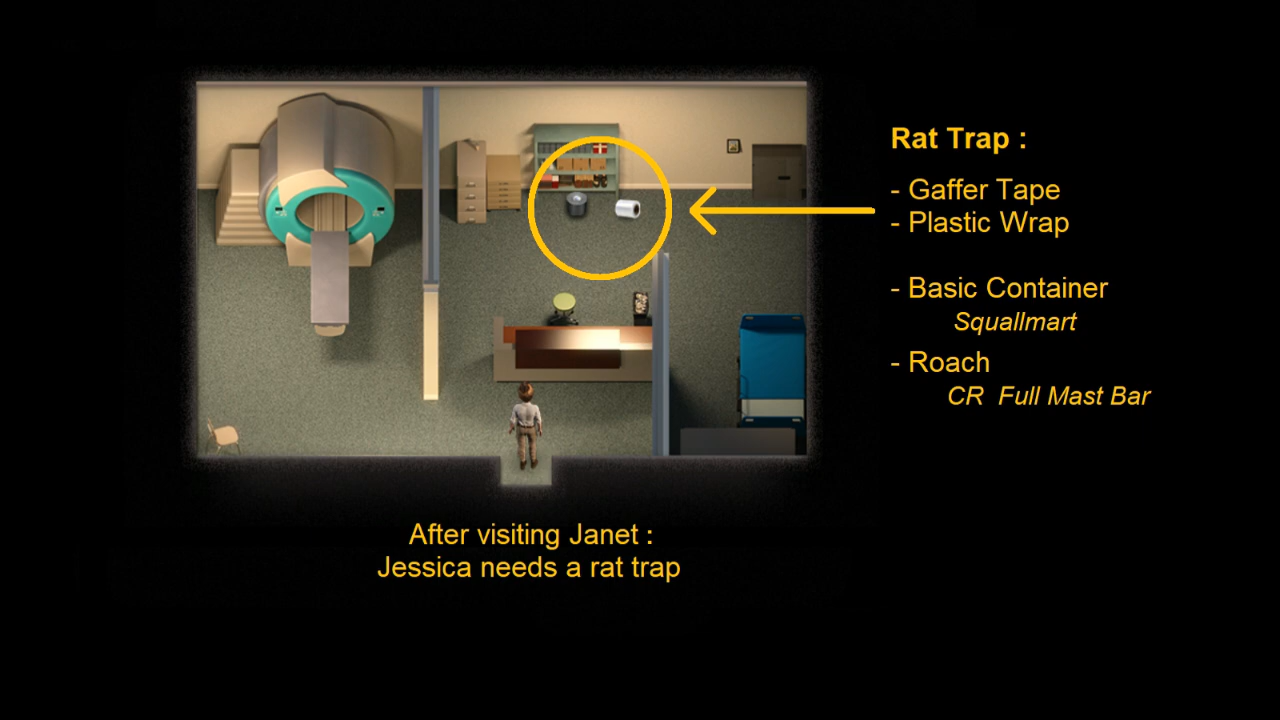 Rat Trap :
- Gaffer Tape
- Plastic Wrap
- Basic Container
Squallmart
- Roach
CR Full Mast Bar
After visiting Janet :
Jessica needs a rat trap